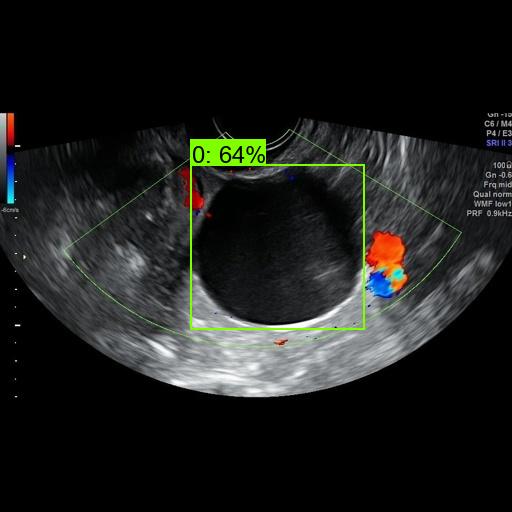 0: 64%
Gn -15
C6 / M4
P4 / E3
SRI II 3
100
Gn -0.6
Frq mid
Qual norm
WMF low1
PRF 0.9kHz
-6cm/s